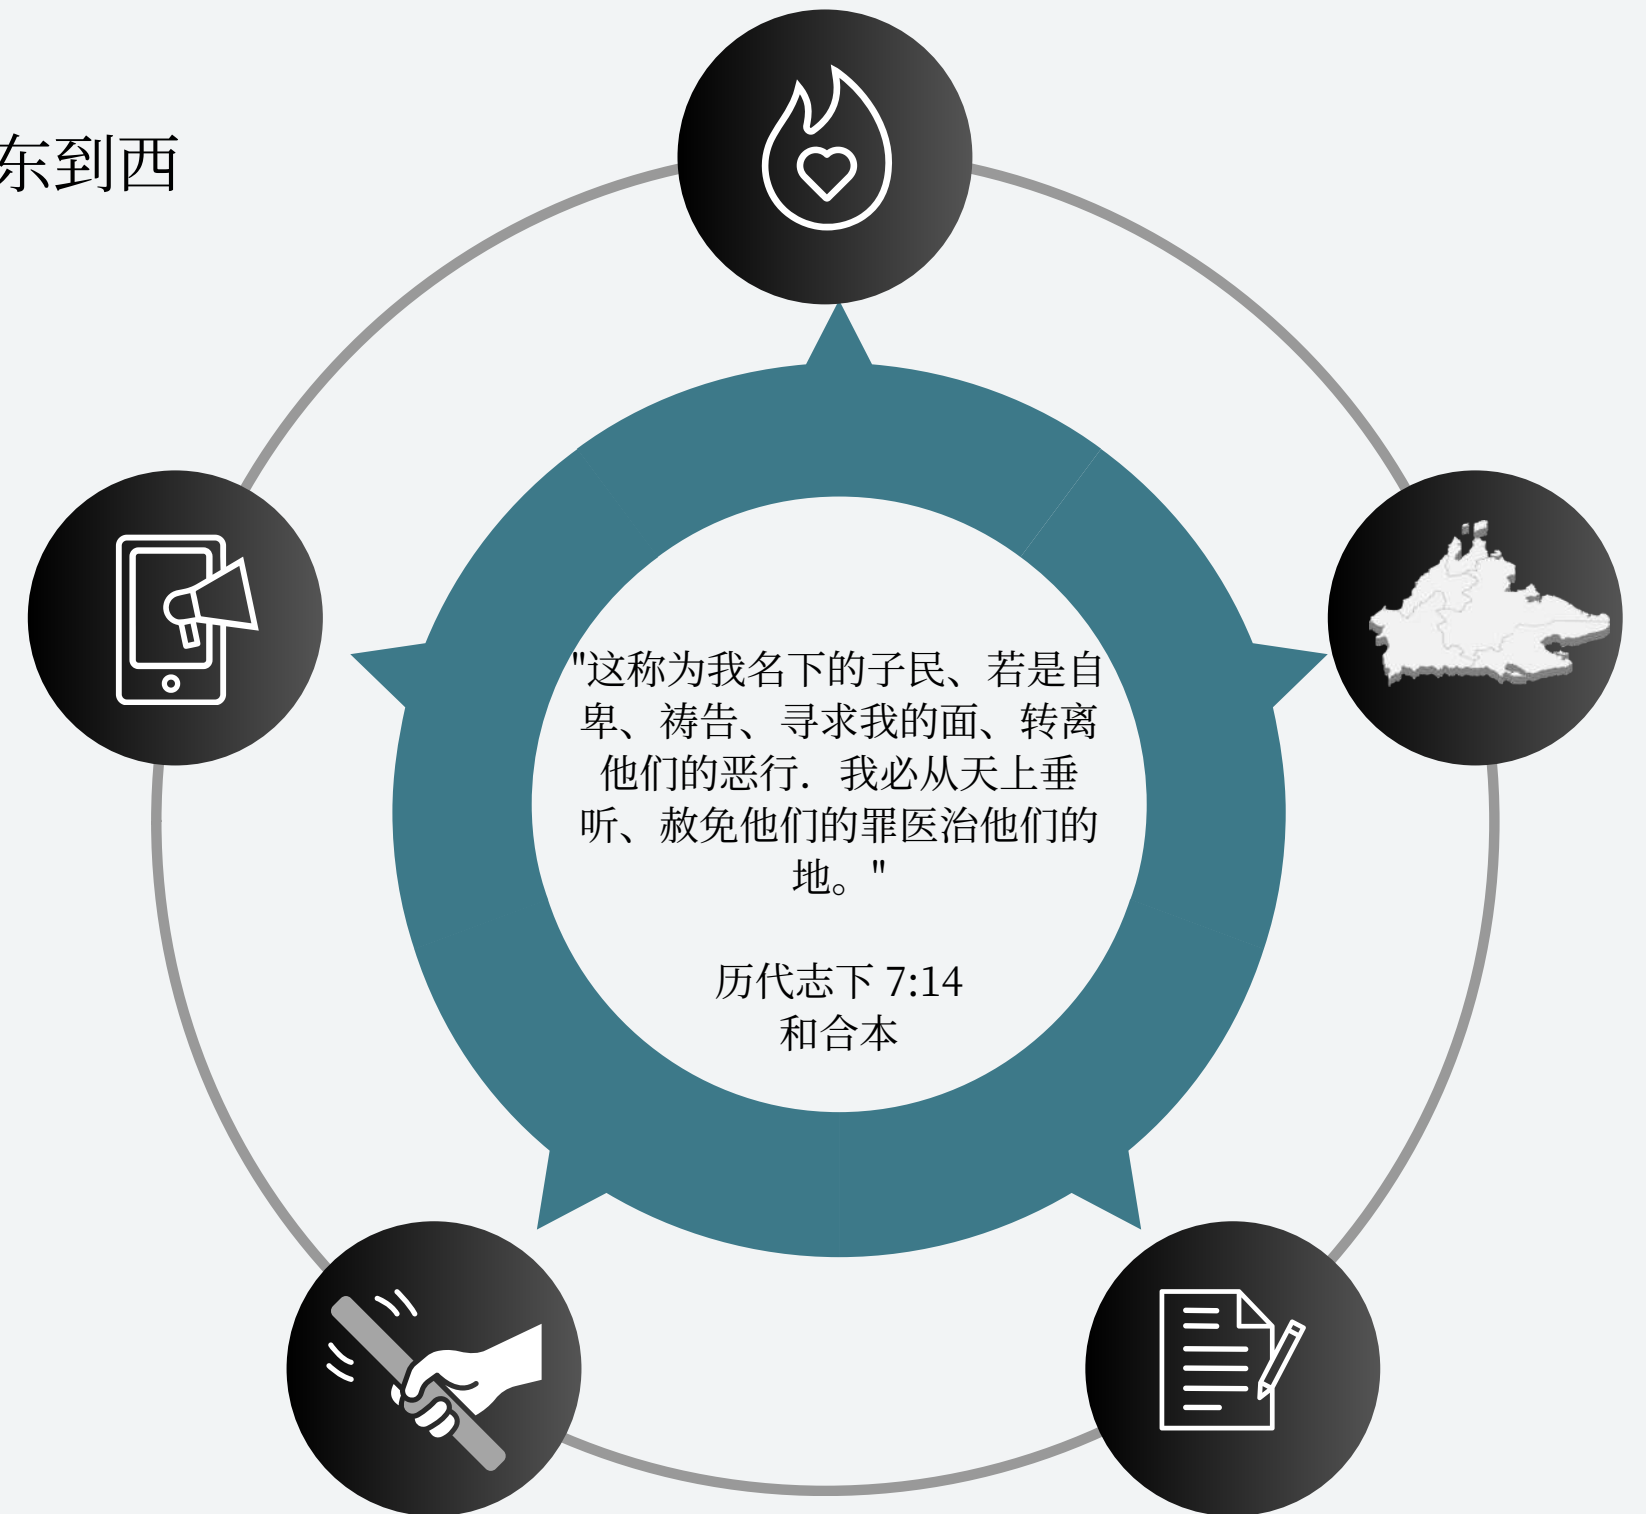 东到西
"这称为我名下的子民、若是自
卑、祷告、寻求我的面、转离
他们的恶行．我必从天上垂
听、赦免他们的罪医治他们的
地。"
历代志下 7:14
和合本